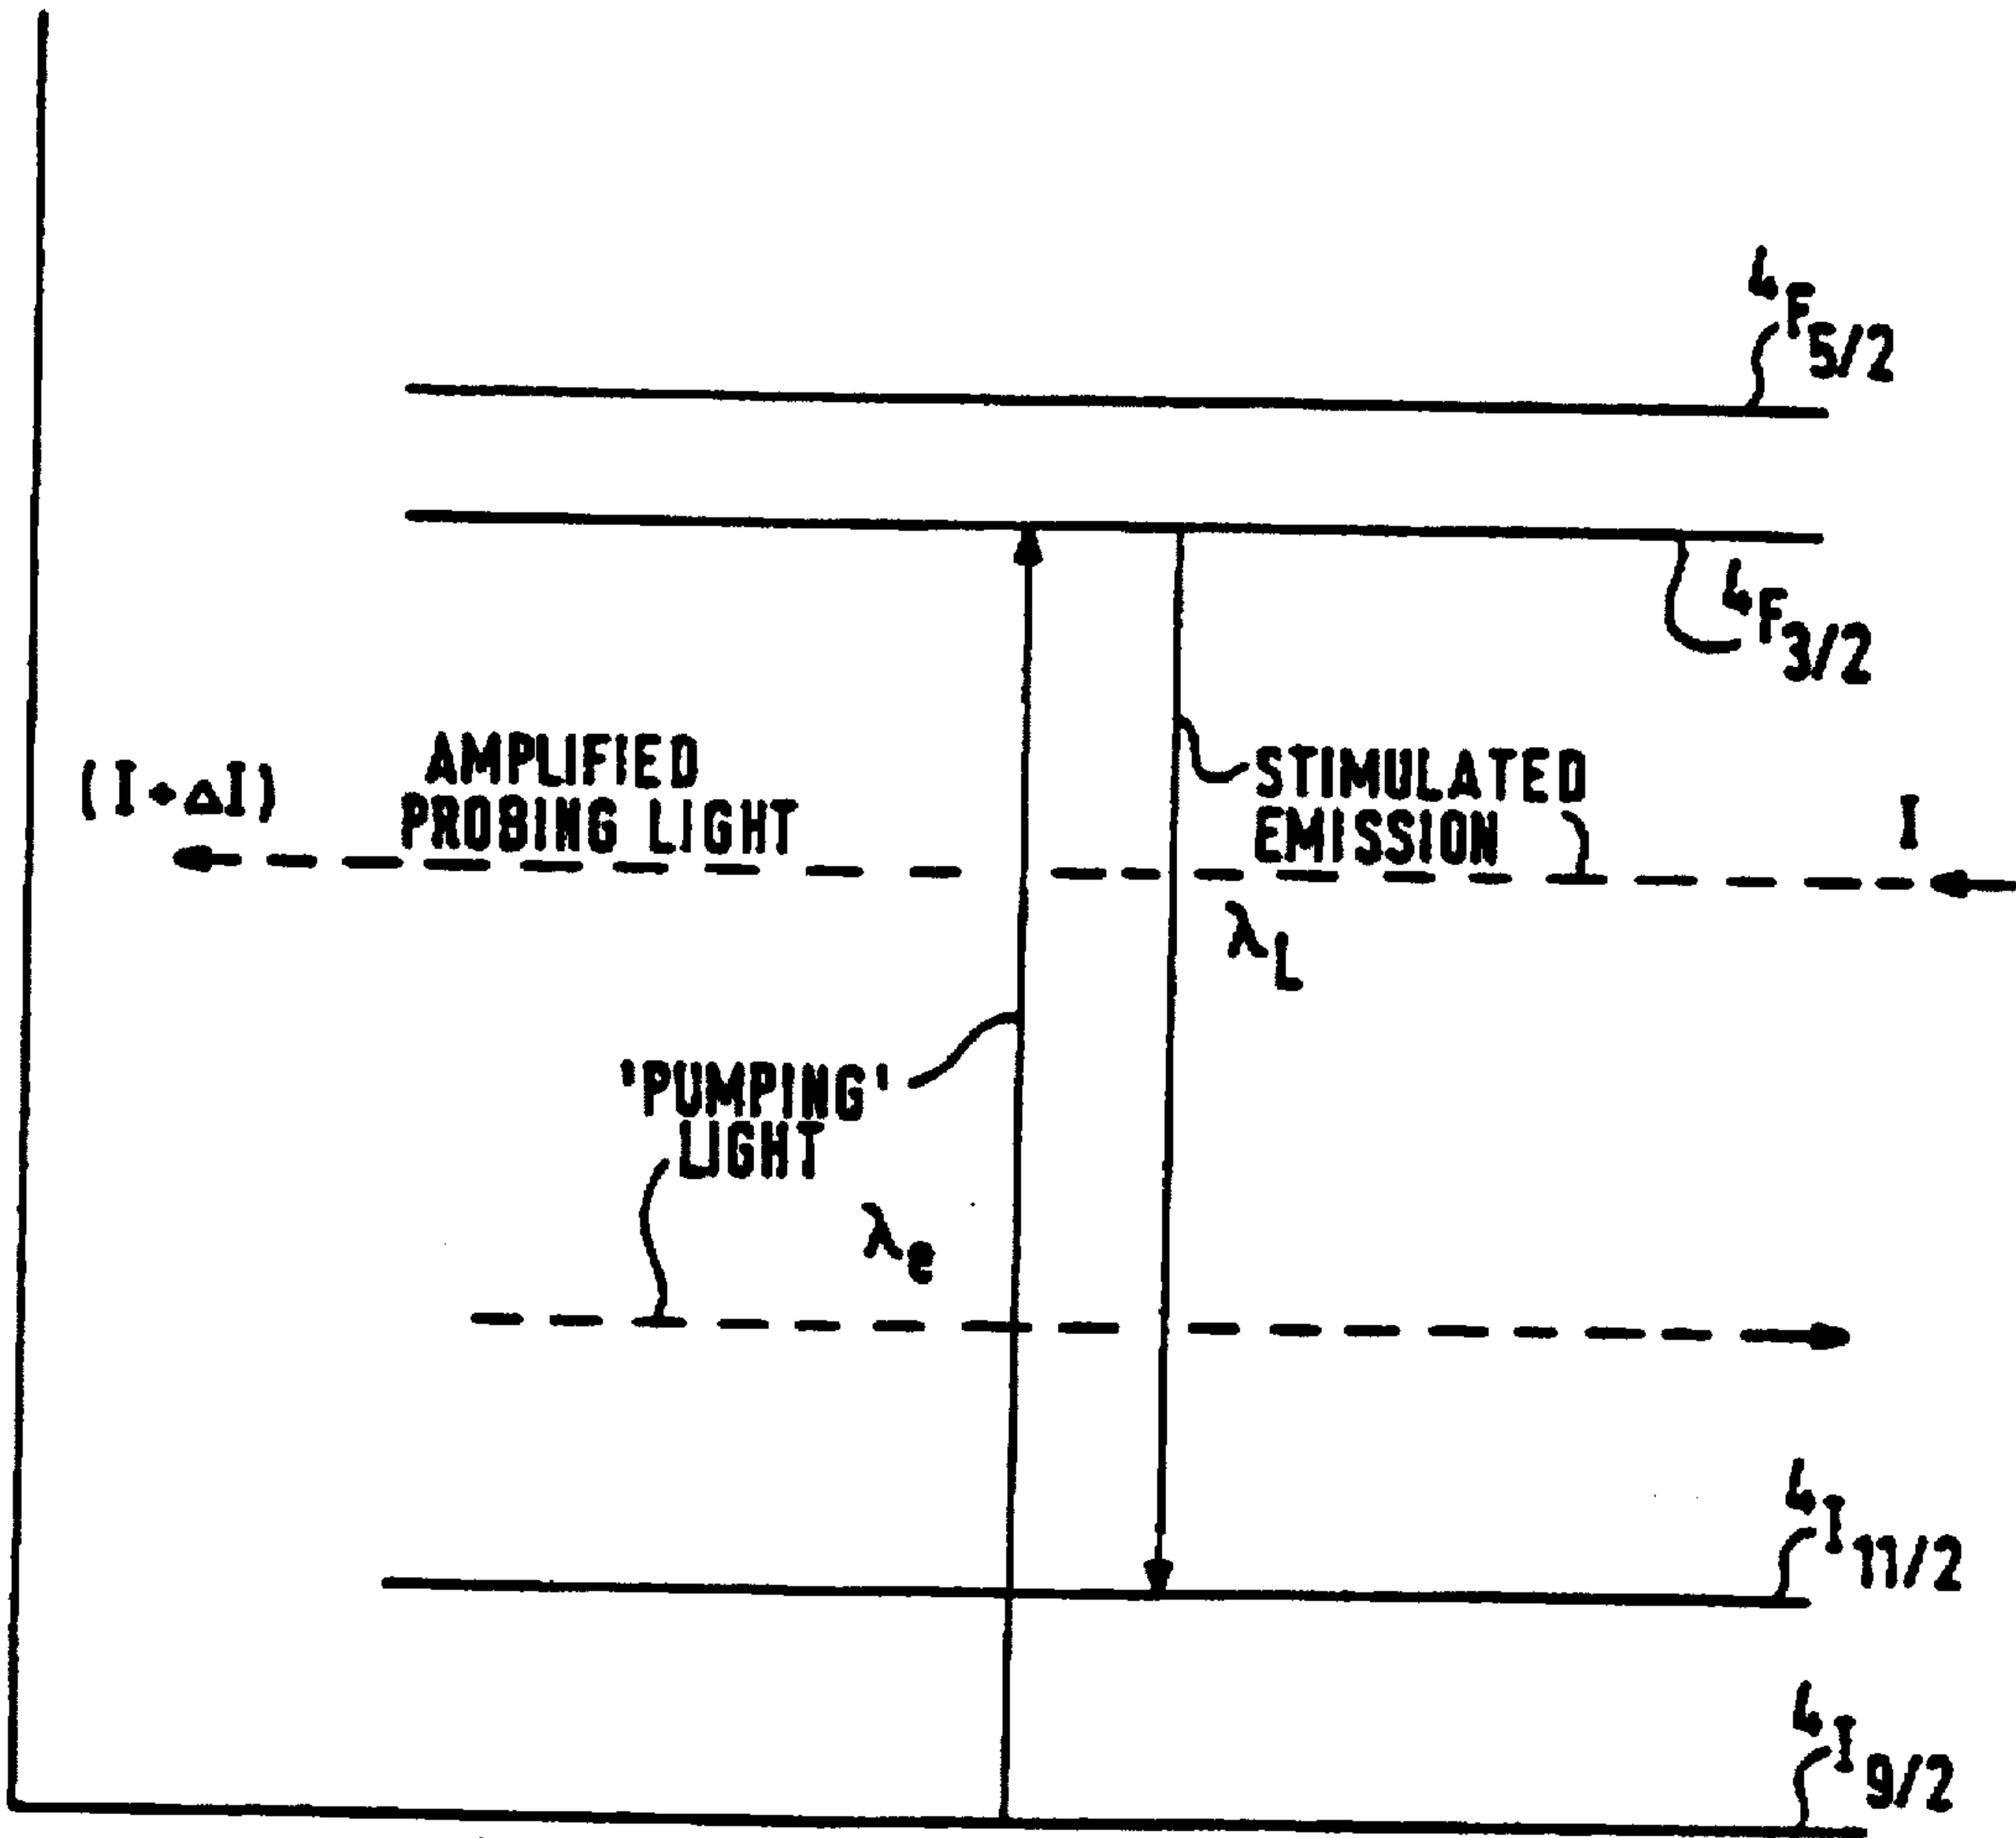 4F5/2
4F3/2
(I+ΔI)
AMPLIFIED
PROBING LIGHT
STIMULATED
EMISSION
I
λL
'PUMPING'
LIGHT
λe
4I11/2
4I9/2